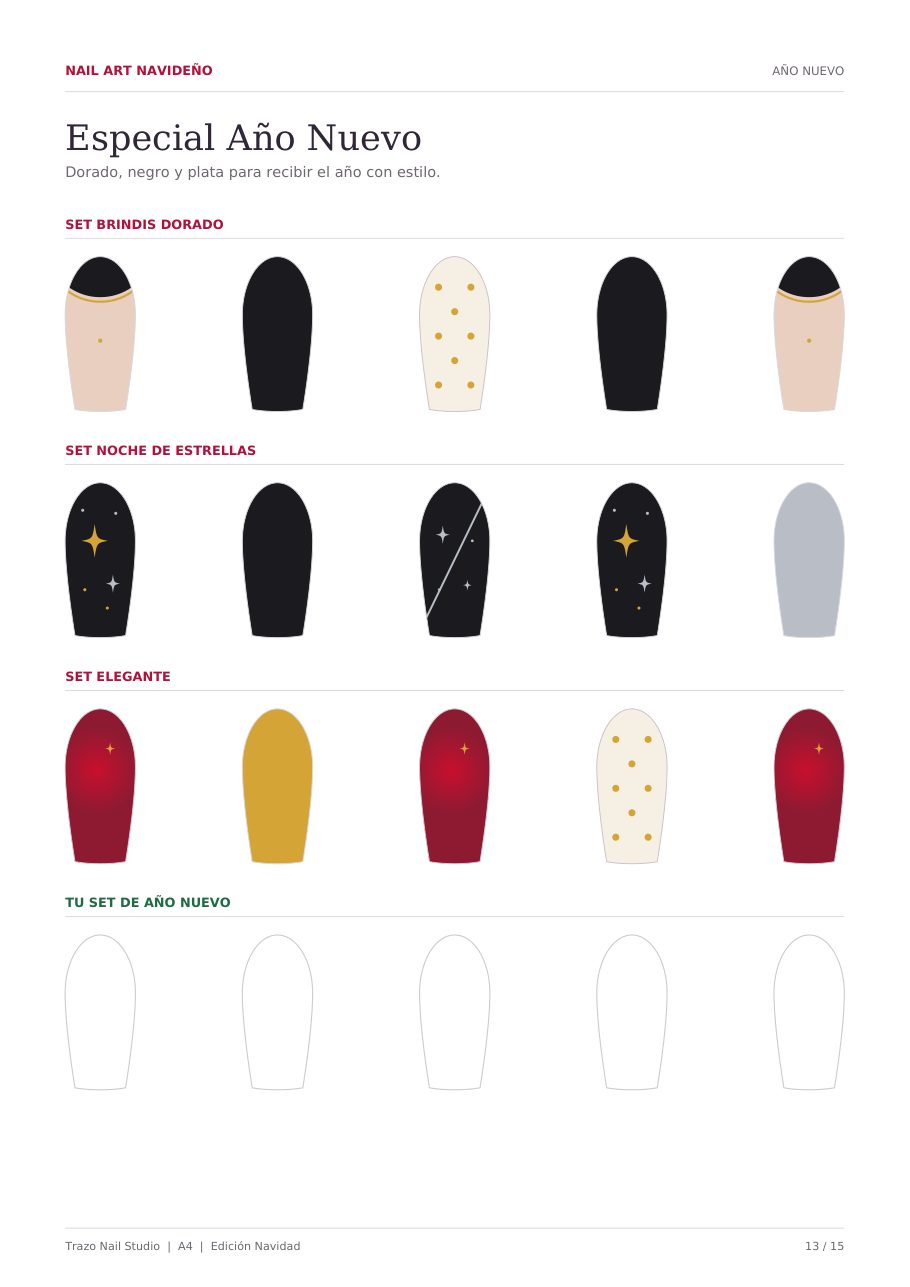 NAIL ART NAVIDEÑO
AÑO NUEVO
Especial Año Nuevo
Dorado, negro y plata para recibir el año con estilo.
SET BRINDIS DORADO
SET NOCHE DE ESTRELLAS
SET ELEGANTE
TU SET DE AÑO NUEVO
Trazo Nail Studio | A4 | Edición Navidad
13 / 15